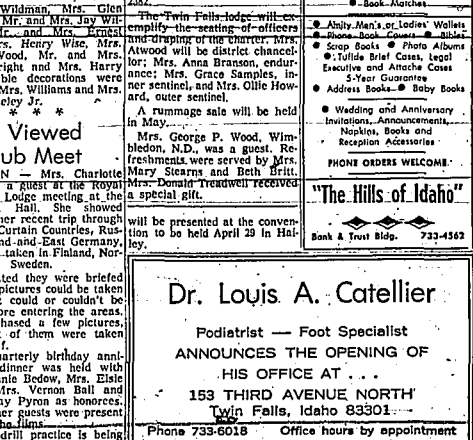 Wildman, Mrs. Glen
Mr. and Mrs. Jay Wil-
Mr. and Mrs. Ernest
rs. Henry Wise, Mrs.
Wood, Mr. and Mrs.
right and Mrs. Harry
ble decorations were
Mrs. Williams and Mrs.
eley Jr.
* * *
Viewed
ub Meet
N — Mrs. Charlotte
a guest at the Royal
Lodge meeting at the
Hall. She showed
er recent trip through
Curtain Countries, Rus-
nd-and-East Germany,
taken in Finland, Nor-
Sweden.
ted they were briefed
pictures could be taken
t could or couldn't be
ore entering the areas.
hased a few pictures,
t of them were taken
f.
uarterly birthday anni-
dinner was held with
nie Bedow, Mrs. Elsie
Mrs. Vernon Ball and
ay Pyron as honorees.
er guests were present
he films.
drill practice is being
The Twin Falls lodge will ex-
emplify the seating of officers
and draping of the charter. Mrs.
Atwood will be district chancel-
lor; Mrs. Anna Branson, endur-
ance; Mrs. Grace Samples, in-
ner sentinel, and Mrs. Ollie How-
ard, outer sentinel.
A rummage sale will be held
in May.
Mrs. George P. Wood, Wim-
bledon, N.D., was a guest. Re-
freshments were served by Mrs.
Mary Stearns and Beth Britt.
Mrs. Donald Treadwell received
a special gift.
will be presented at the conven-
tion to be held April 29 in Hai-
ley.
• Book Matches
• Amity Men's or Ladies' Wallets
• Phone Book Covers • Bibles
• Scrap Books • Photo Albums
• Tufide Brief Cases, Legal
Executive and Attache Cases
5-Year Guarantee
• Address Books • Baby Books
• Wedding and Anniversary
Invitations, Announcements,
Napkins, Books and
Reception Accessories
PHONE ORDERS WELCOME
"The Hills of Idaho"
Bank & Trust Bldg. 733-4562
Dr. Louis A. Catellier
Podiatrist — Foot Specialist
ANNOUNCES THE OPENING OF
HIS OFFICE AT . . .
153 THIRD AVENUE NORTH
Twin Falls, Idaho 83301
Phone 733-6018 Office hours by appointment